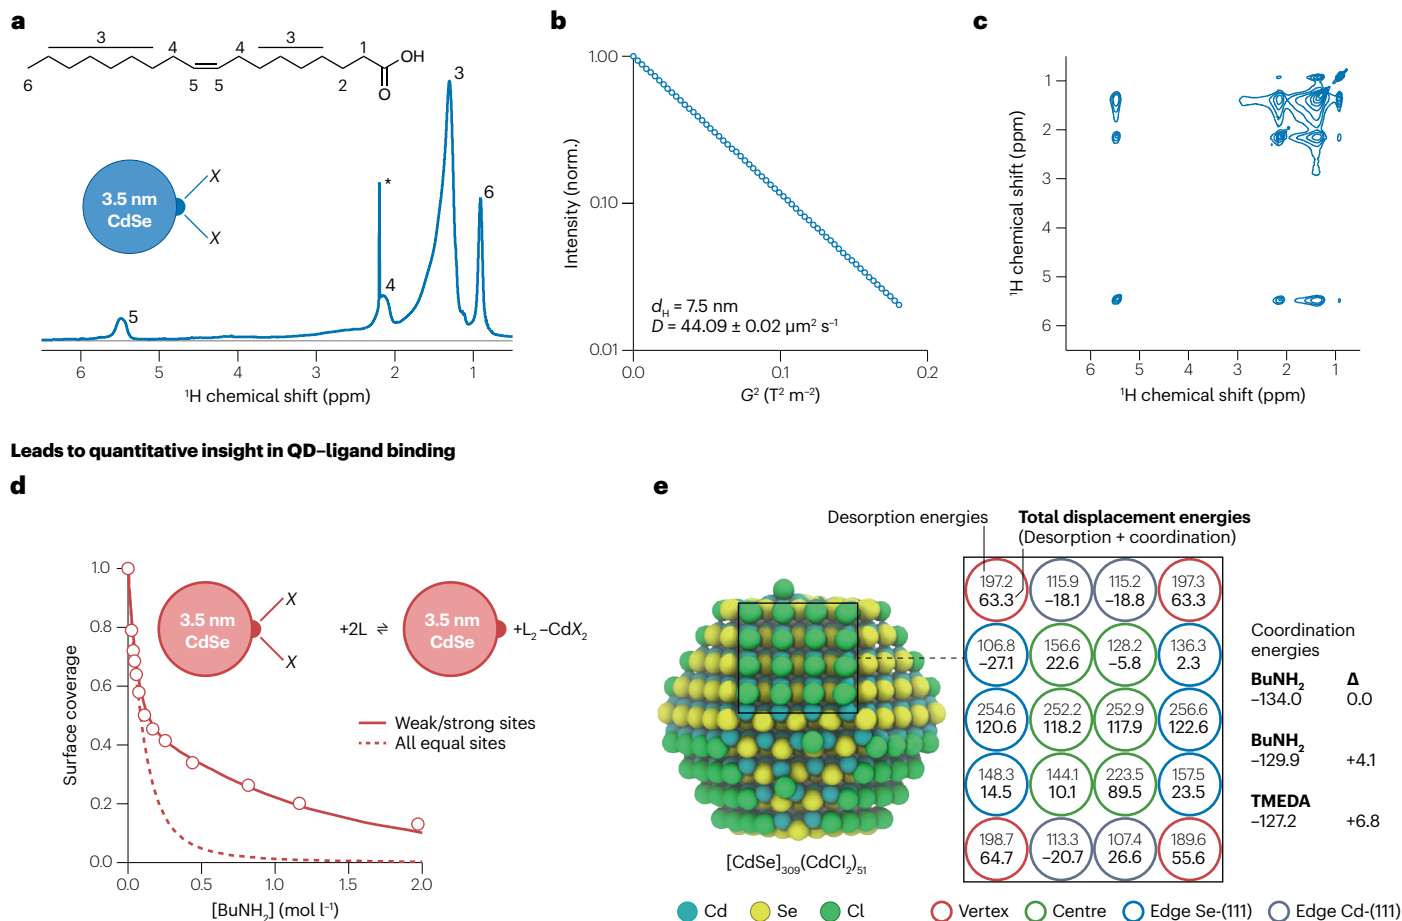 a
3
4
4
3
1
OH
6
5
5
2
O
3
3.5 nm
CdSe
X
X
*
6
4
5
6
5
4
3
2
1
¹H chemical shift (ppm)
b
1.00
0.10
0.01
Intensity (norm.)
d_H = 7.5 nm
D = 44.09 ± 0.02 µm² s⁻¹
0.0
0.1
0.2
G² (T² m⁻²)
c
1
2
3
4
5
6
¹H chemical shift (ppm)
6
5
4
3
2
1
¹H chemical shift (ppm)
Leads to quantitative insight in QD–ligand binding
d
1.0
0.8
0.6
0.4
0.2
0.0
Surface coverage
3.5 nm
CdSe
X
X
+2L ⇌
3.5 nm
CdSe
+L₂–CdX₂
Weak/strong sites
All equal sites
0.0
0.5
1.0
1.5
2.0
[BuNH₂] (mol l⁻¹)
e
Desorption energies
Total displacement energies
(Desorption + coordination)
197.2 115.9 115.2 197.3
63.3 –18.1 –18.8 63.3
106.8 156.6 128.2 136.3
–27.1 22.6 –5.8 2.3
254.6 252.2 252.9 256.6
120.6 118.2 117.9 122.6
148.3 144.1 223.5 157.5
14.5 10.1 89.5 23.5
198.7 113.3 107.4 189.6
64.7 –20.7 26.6 55.6
Coordination
energies
BuNH₂ Δ
–134.0 0.0
BuNH₂
–129.9 +4.1
TMEDA
–127.2 +6.8
[CdSe]₃₀₉(CdCl₂)₅₁
Cd
Se
Cl
Vertex
Centre
Edge Se-(111)
Edge Cd-(111)